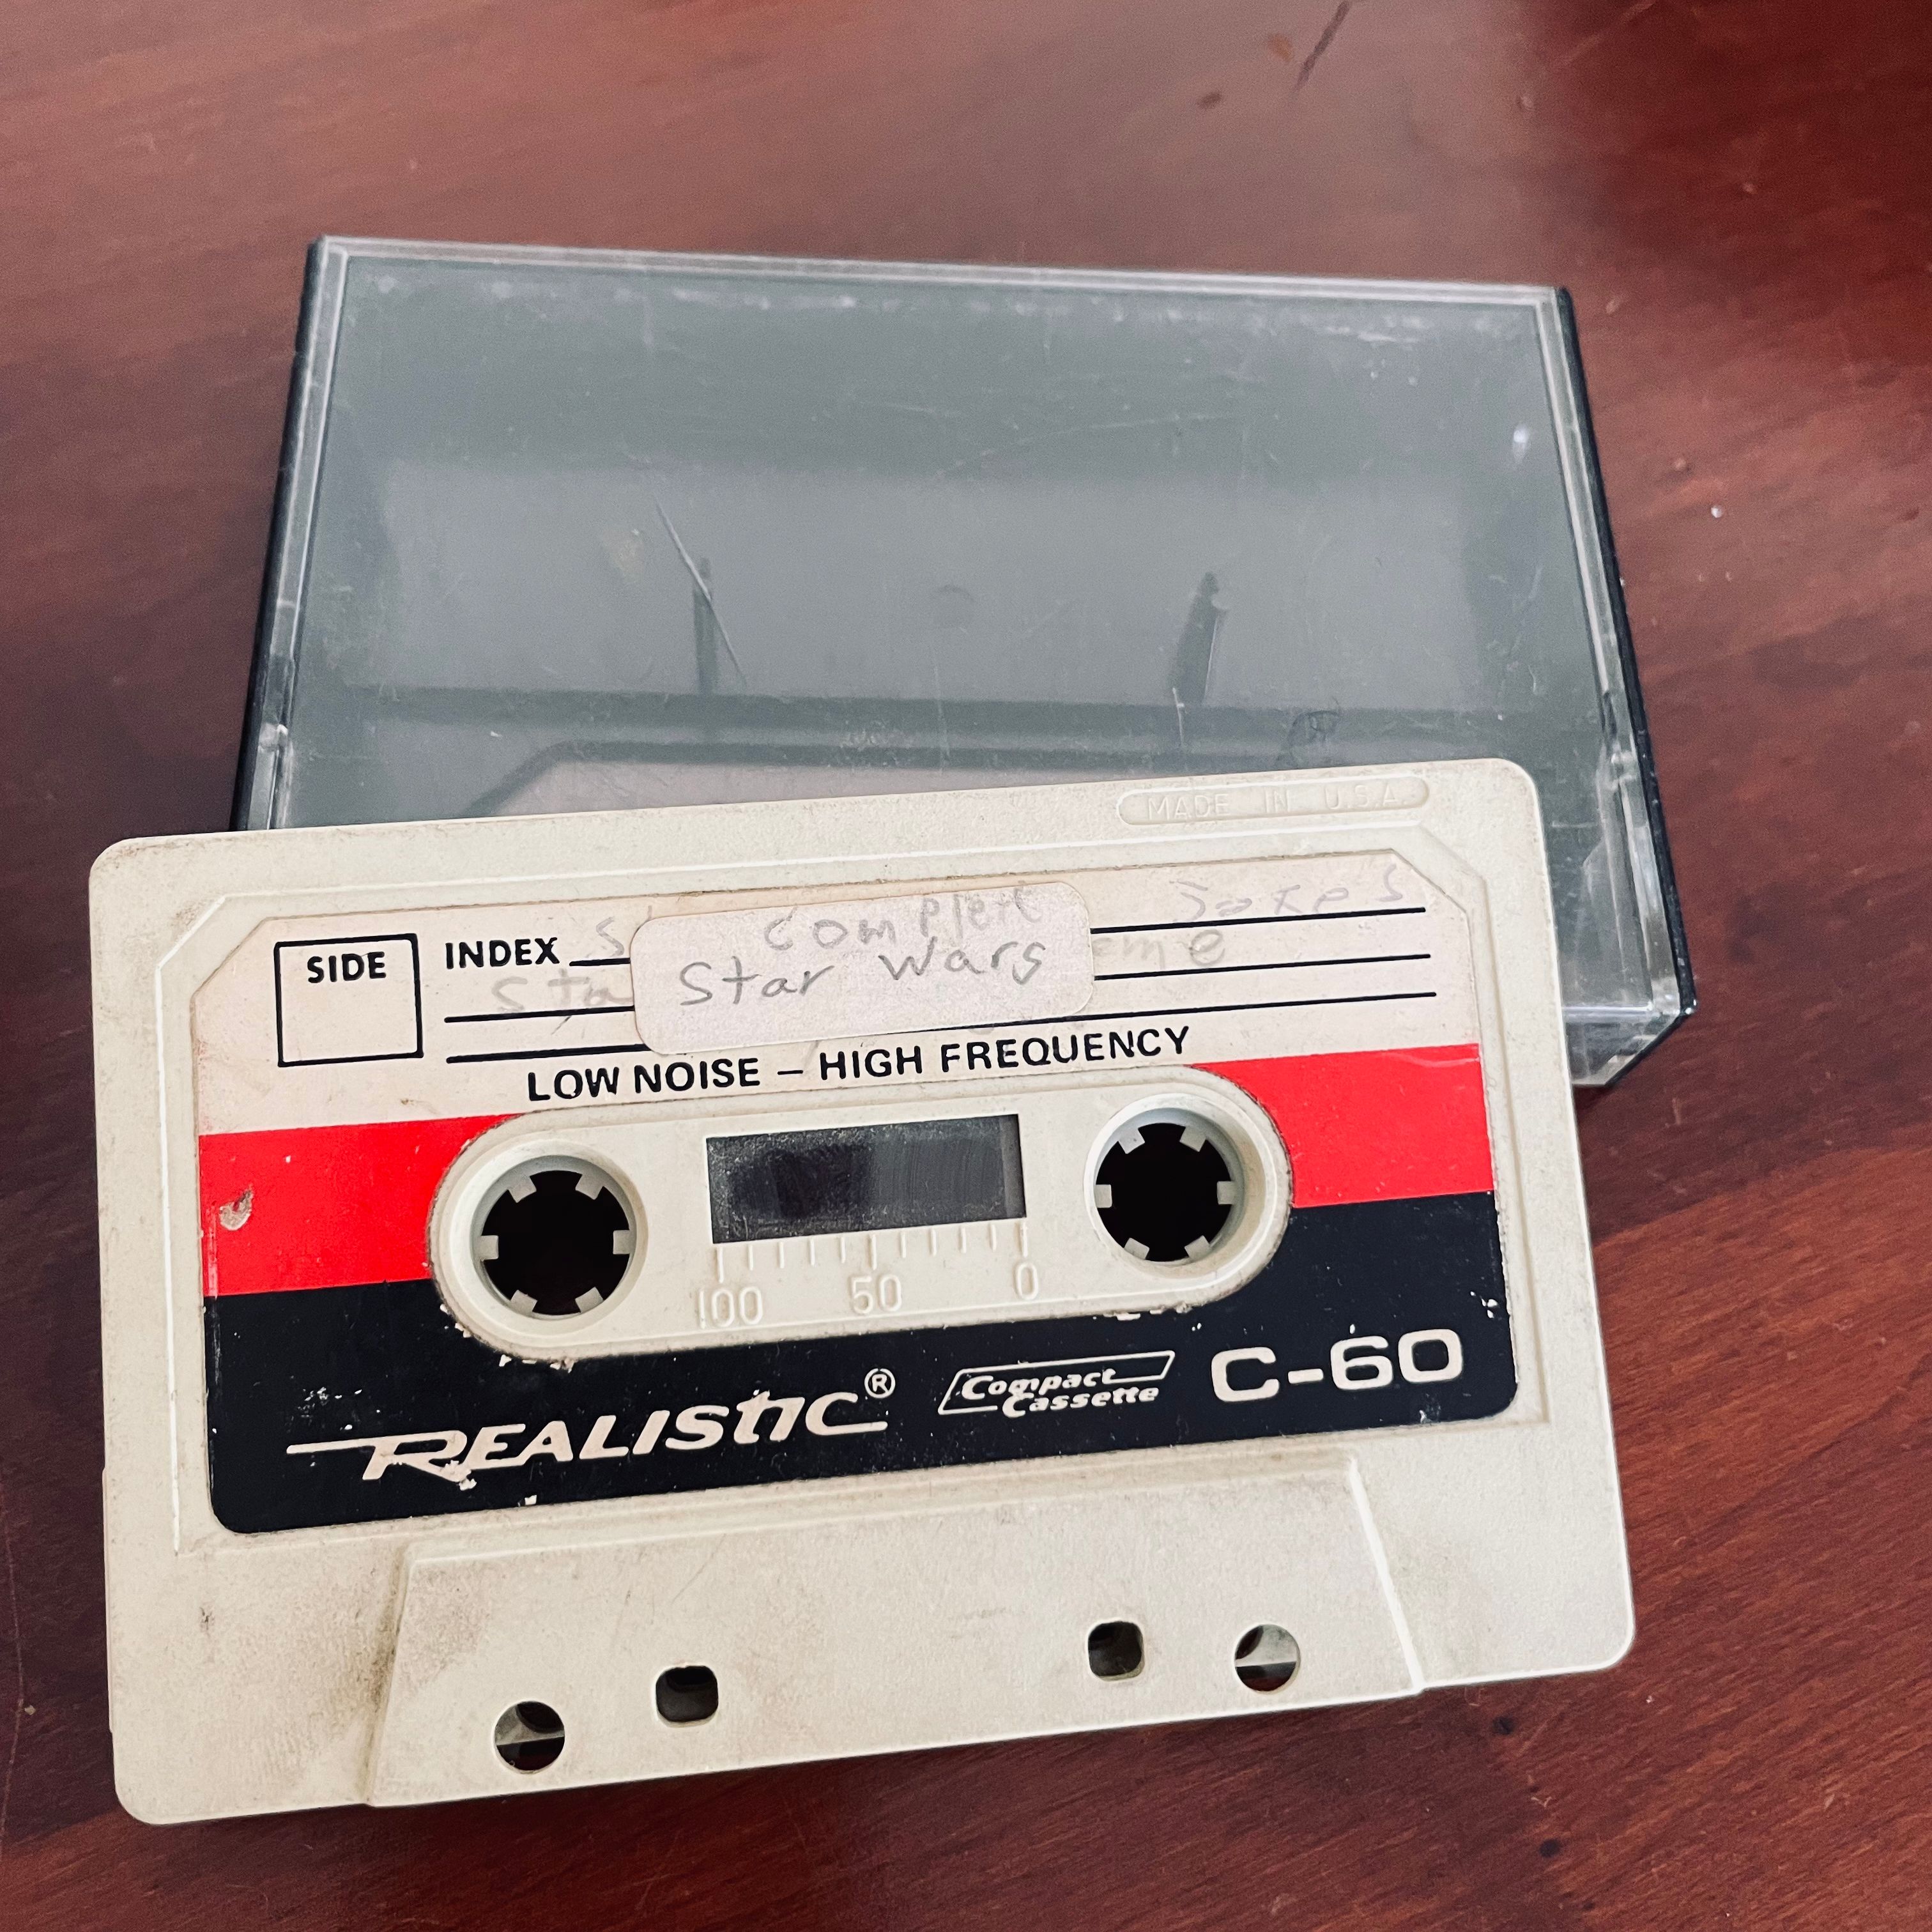 MADE IN U.S.A.
SIDE
INDEX
Complete
Star Wars
LOW NOISE – HIGH FREQUENCY
100 50 0
REALISTIC®
Compact
Cassette
C-60